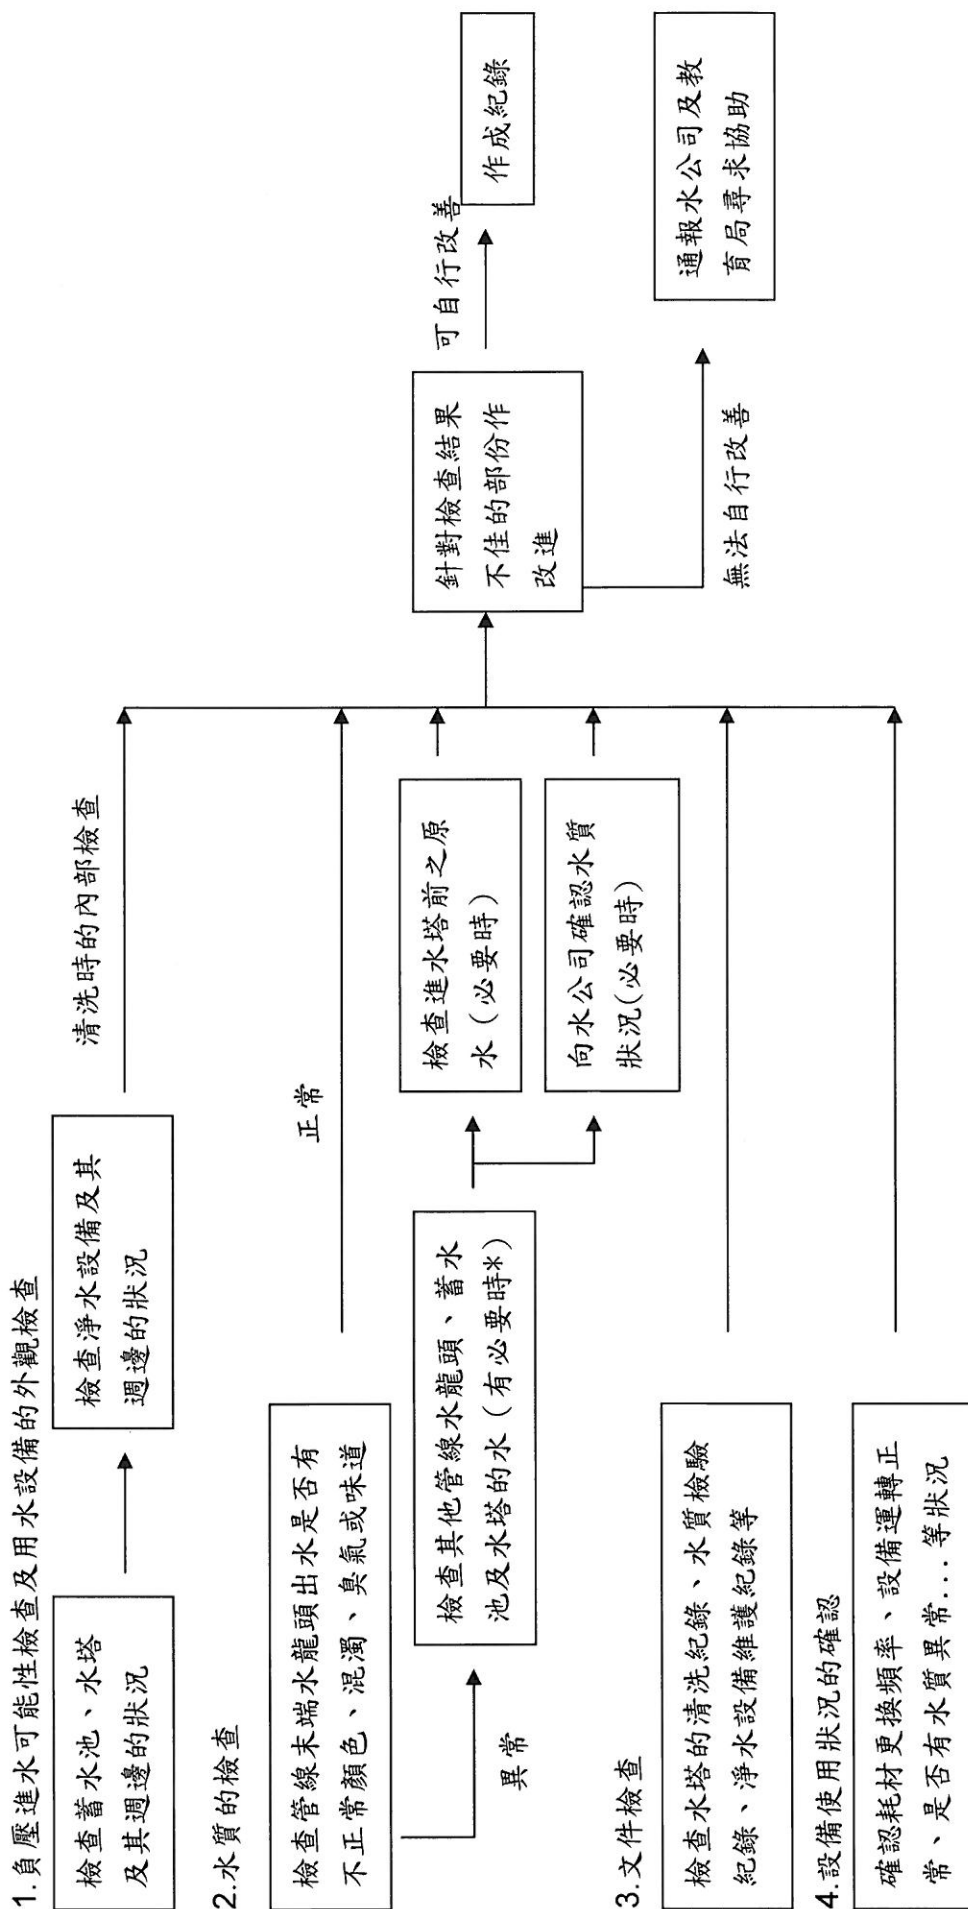 1.負壓進水可能性檢查及用水設備的外觀檢查
檢查蓄水池、水塔
及其週邊的狀況
檢查淨水設備及其
週邊的狀況
清洗時的內部檢查
2.水質的檢查
檢查管線末端水龍頭出水是否有
不正常顏色、混濁、臭氣或味道
正常
異常
檢查其他管線水龍頭、蓄水
池及水塔的水（有必要時*）
檢查進水塔前之原
水（必要時）
向水公司確認水質
狀況(必要時)
3.文件檢查
檢查水塔的清洗紀錄、水質檢驗
紀錄、淨水設備維護紀錄等
4.設備使用狀況的確認
確認耗材更換頻率、設備運轉正
常、是否有水質異常...等狀況
針對檢查結果
不佳的部份作
改進
可自行改善
作成紀錄
無法自行改善
通報水公司及教
育局尋求協助